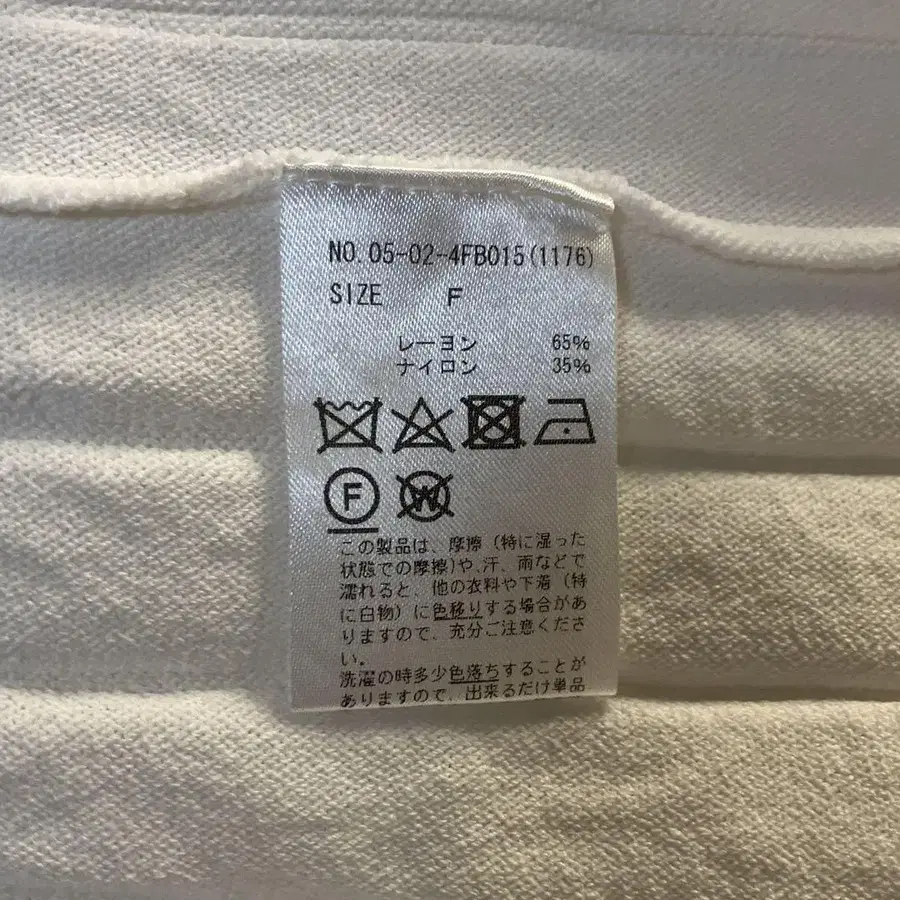 NO. 05-02-4FB015(1176)
SIZE F
レーヨン 65%
ナイロン 35%
F
W
この製品は、摩擦(特に湿った
状態での摩擦)や、汗、雨などで
濡れると、他の衣料や下着(特
に白物)に色移りする場合があ
りますので、充分ご注意くださ
い。
洗濯の時多少色落ちすることが
ありますので、出来るだけ単品